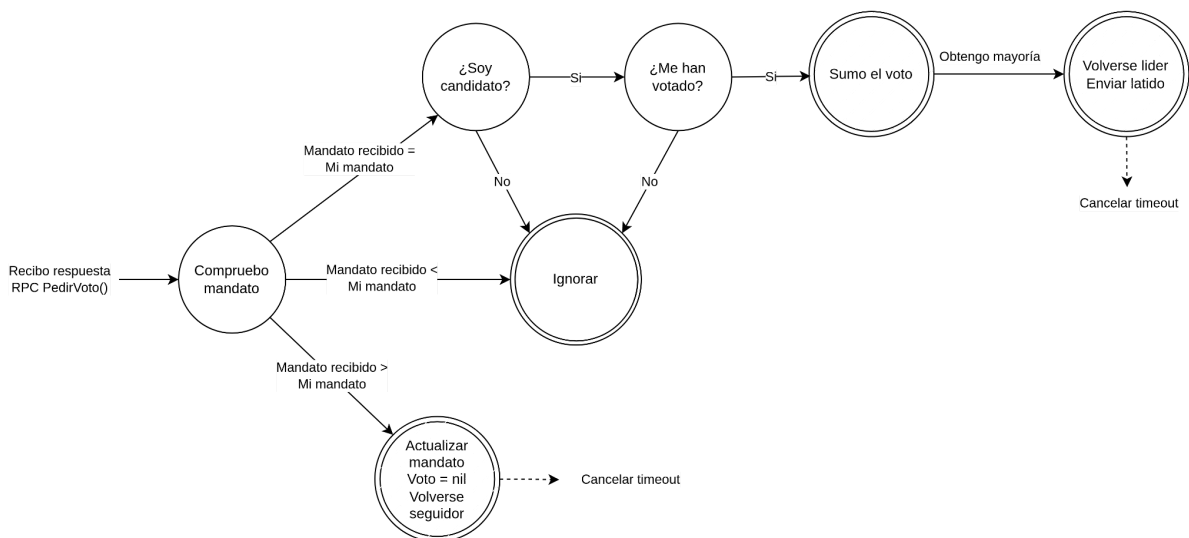 ¿Soy
candidato?
Si
¿Me han
votado?
Si
Sumo el voto
Obtengo mayoría
Volverse lider
Enviar latido
Cancelar timeout
Mandato recibido =
Mi mandato
No
No
Recibo respuesta
RPC PedirVoto()
Compruebo
mandato
Mandato recibido <
Mi mandato
Ignorar
Mandato recibido >
Mi mandato
Actualizar
mandato
Voto = nil
Volverse
seguidor
Cancelar timeout